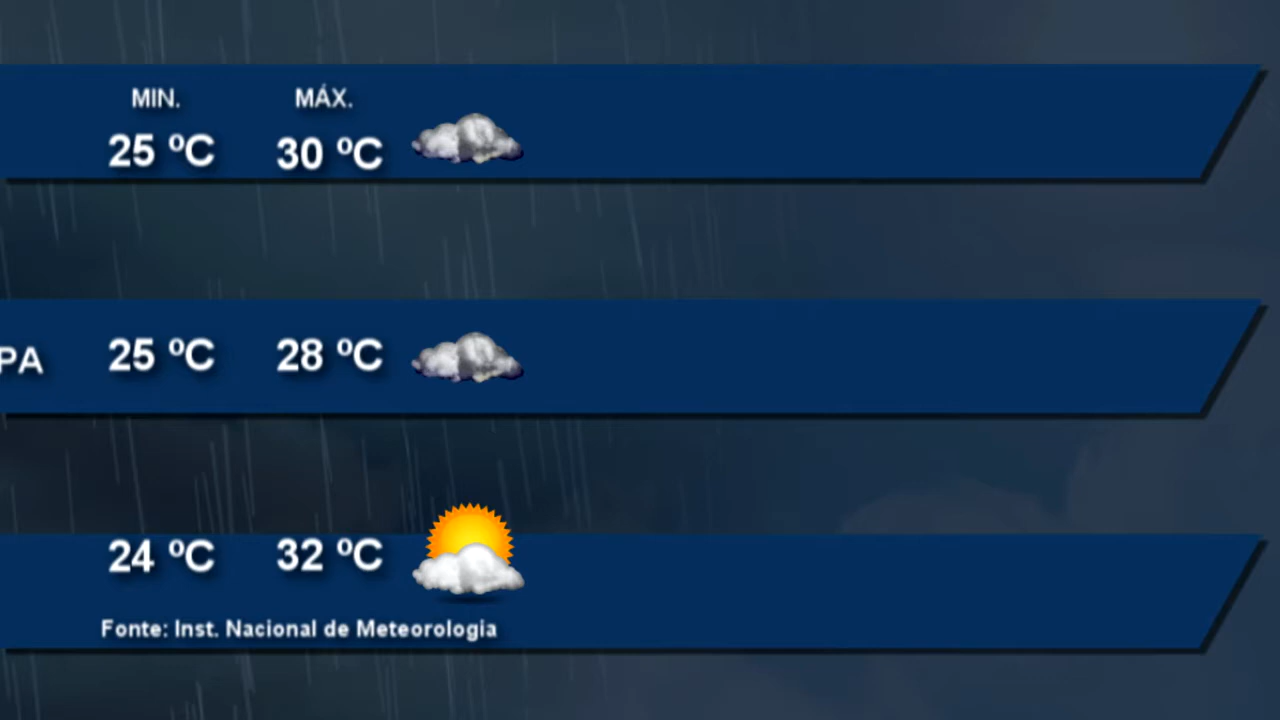 MIN. MÁX.
25 ºC 30 ºC
PA 25 ºC 28 ºC
24 ºC 32 ºC
Fonte: Inst. Nacional de Meteorologia